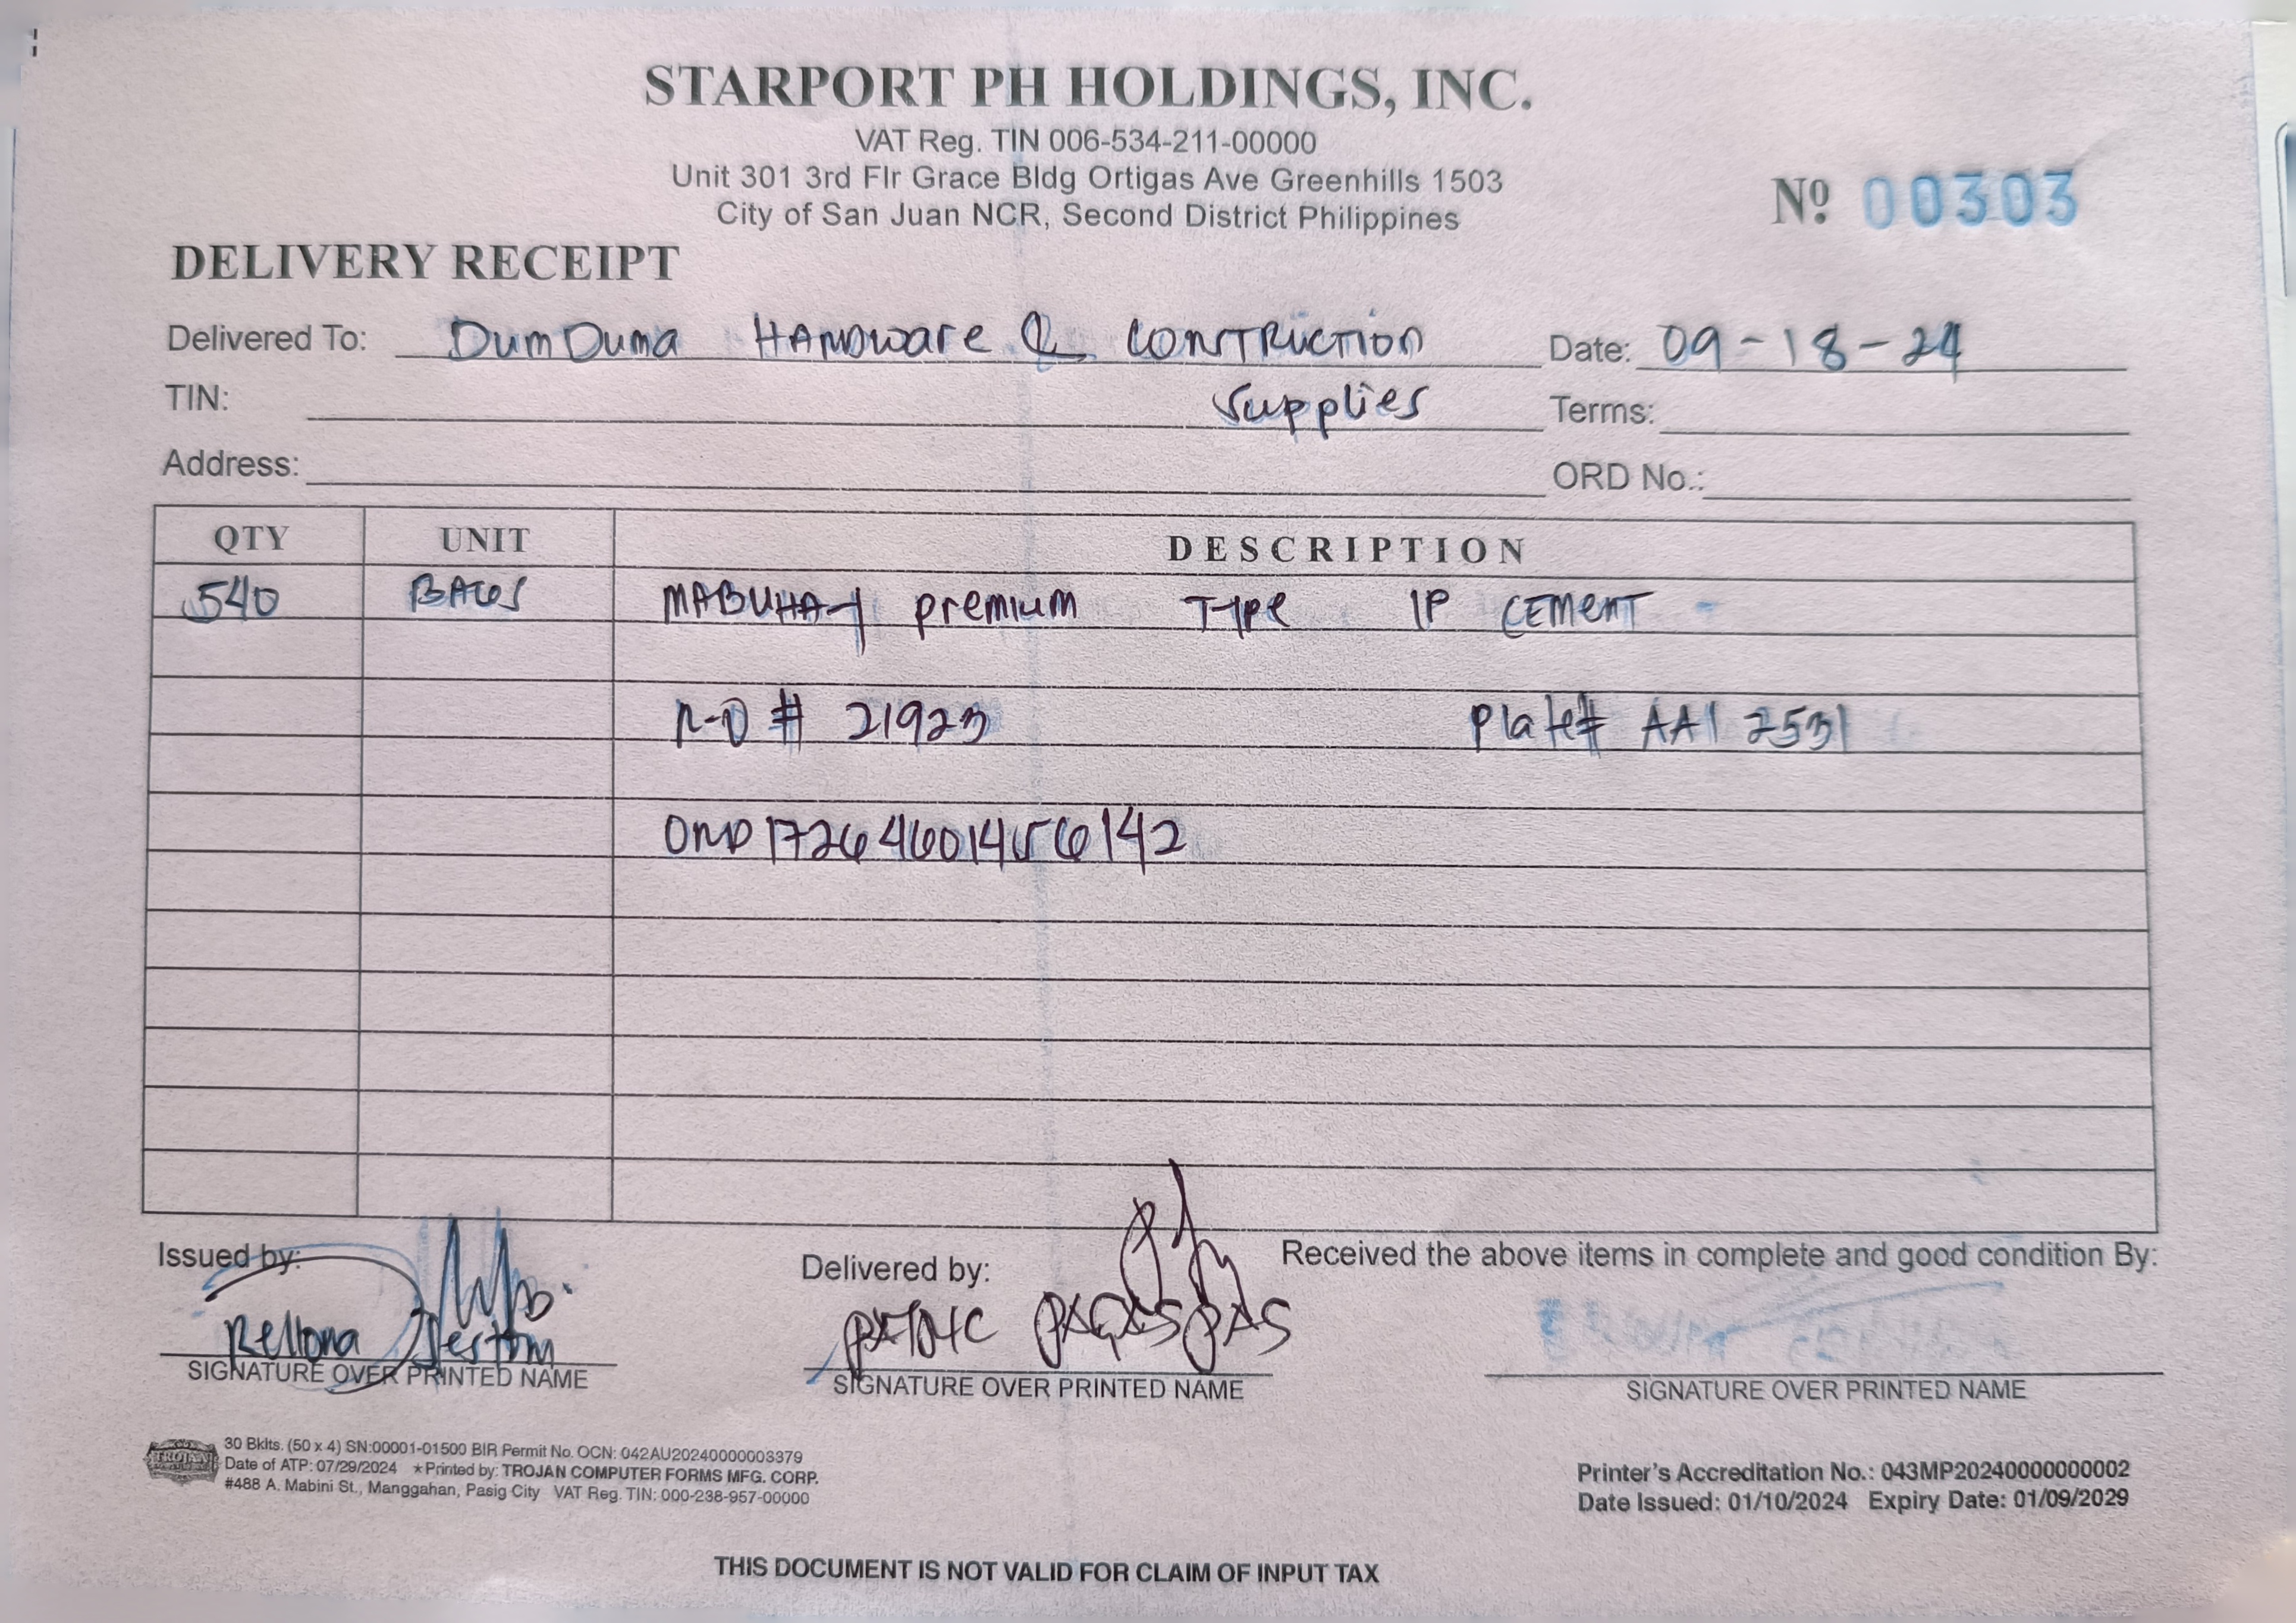 STARPORT PH HOLDINGS, INC.
VAT Reg. TIN 006-534-211-00000
Unit 301 3rd Flr Grace Bldg Ortigas Ave Greenhills 1503
City of San Juan NCR, Second District Philippines
Nº 00303
DELIVERY RECEIPT
Delivered To: DumDuma HARDware & CONTRUCTION Date: 09-18-24
TIN: Supplies Terms:
Address: ORD No.:
QTY UNIT DESCRIPTION
540 BAGS MABUHAY premium Type 1P CEMENT
# 21923 Plate# AAI 2531
Issued by: Delivered by: Received the above items in complete and good condition By:
Rellona PAGASPAS
SIGNATURE OVER PRINTED NAME SIGNATURE OVER PRINTED NAME SIGNATURE OVER PRINTED NAME
TROJAN
30 Bklts. (50 x 4) SN:00001-01500 BIR Permit No. OCN: 042AU20240000003379
Date of ATP: 07/29/2024 ★Printed by: TROJAN COMPUTER FORMS MFG. CORP.
#488 A. Mabini St., Manggahan, Pasig City VAT Reg. TIN: 000-238-957-00000
Printer's Accreditation No.: 043MP20240000000002
Date Issued: 01/10/2024 Expiry Date: 01/09/2029
THIS DOCUMENT IS NOT VALID FOR CLAIM OF INPUT TAX